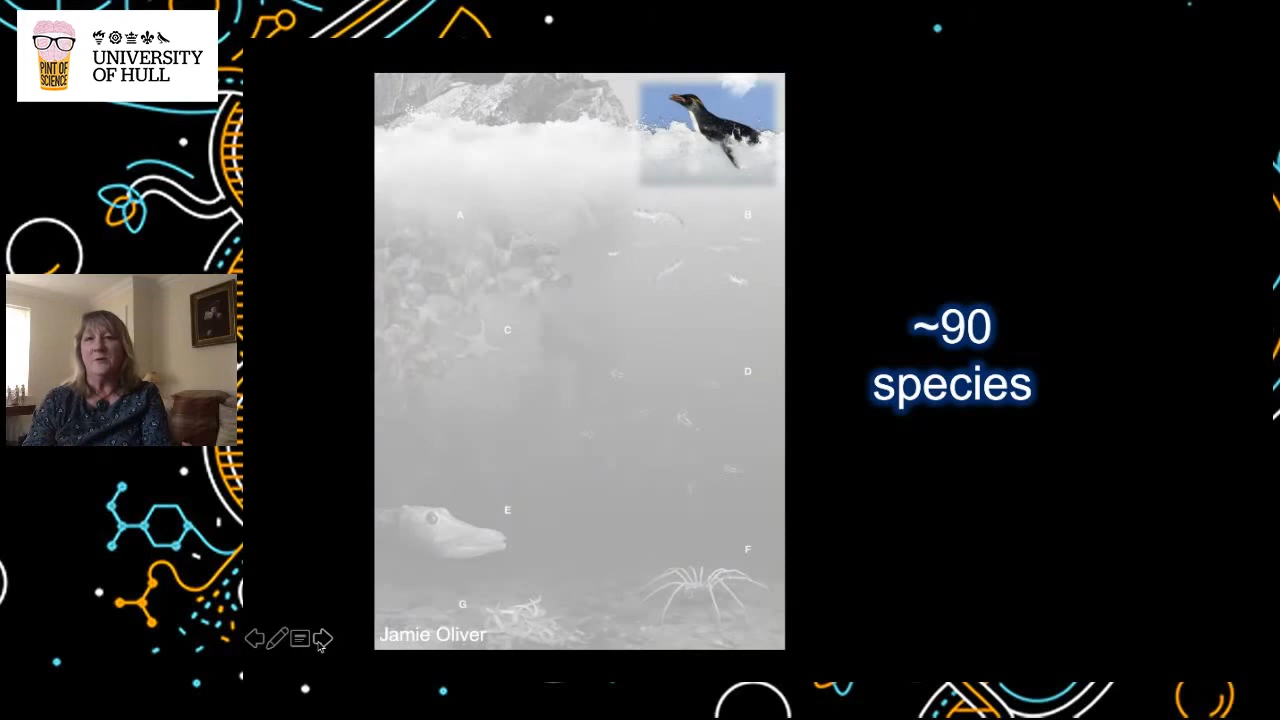 PINT OF
SCIENCE
UNIVERSITY
OF HULL
A
B
C
D
E
F
G
Jamie Oliver
~90
species